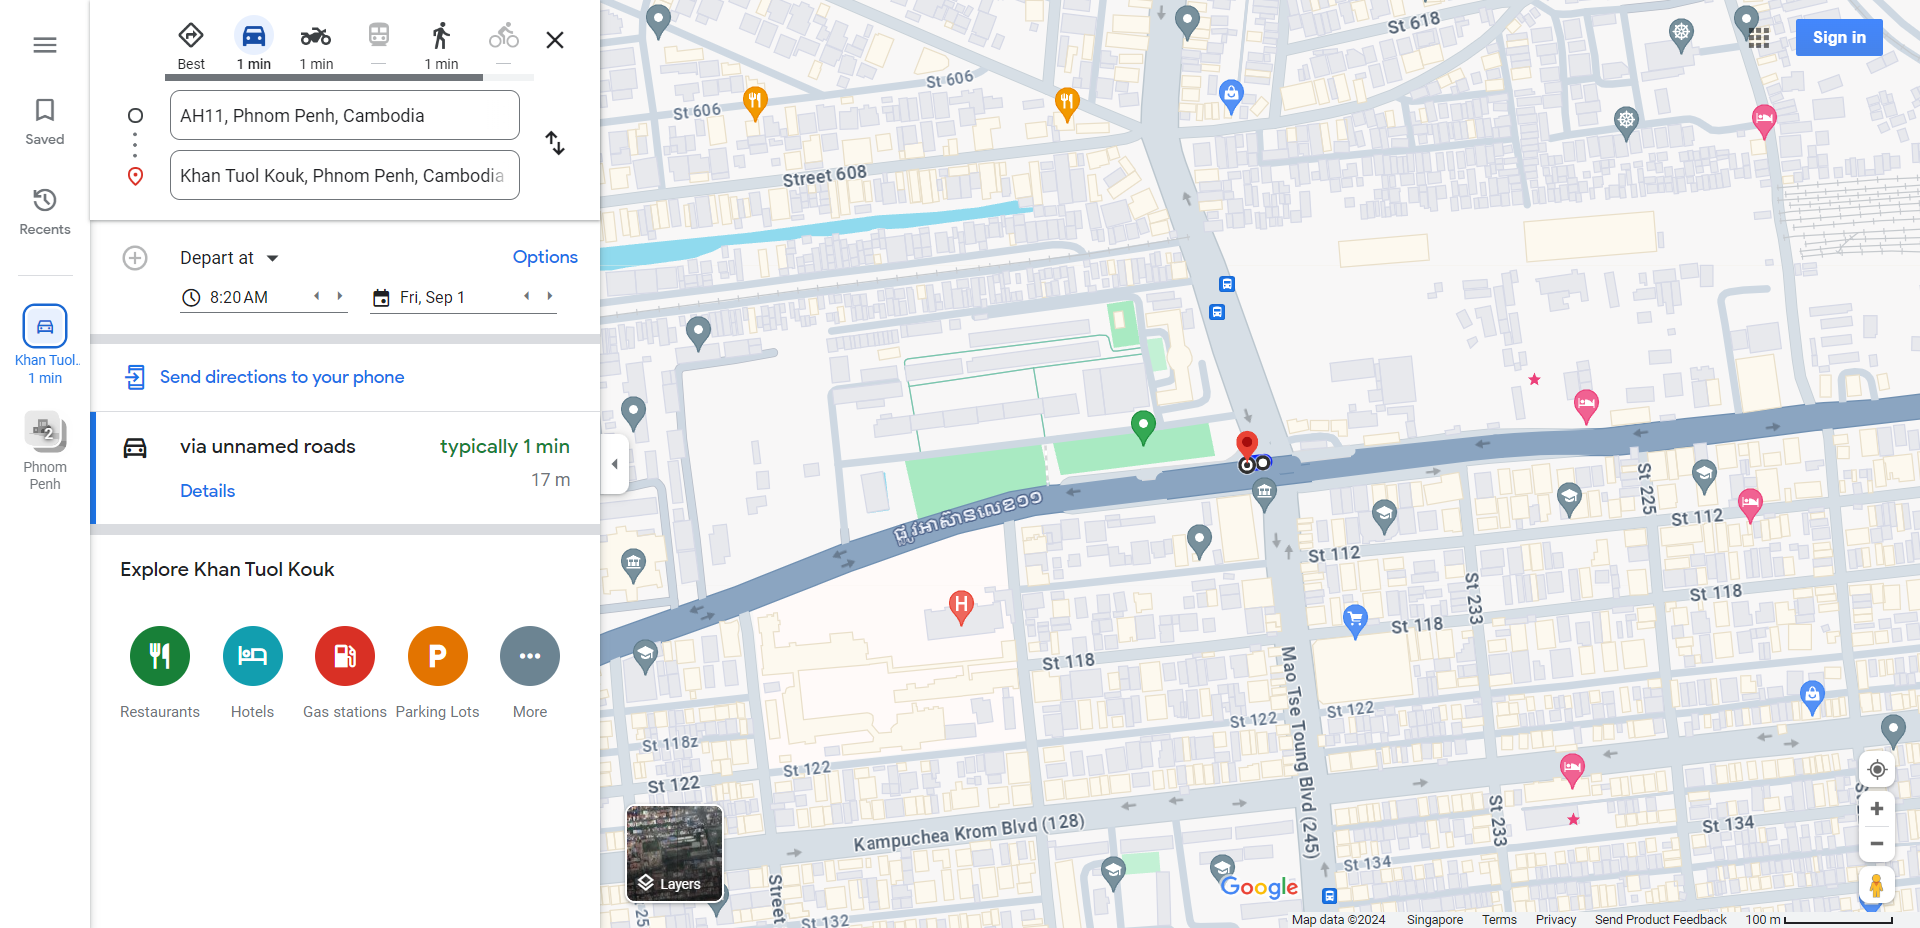 Best
1 min
1 min
1 min
AH11, Phnom Penh, Cambodia
Khan Tuol Kouk, Phnom Penh, Cambodia
Saved
Recents
Khan Tuol..
1 min
2
Phnom
Penh
Depart at
Options
8:20 AM
Fri, Sep 1
Send directions to your phone
via unnamed roads
typically 1 min
17 m
Details
Explore Khan Tuol Kouk
Restaurants
Hotels
Gas stations
P
Parking Lots
More
Layers
St 618
Sign in
St 606
St 606
Street 608
ផ្លូវអាស៊ានលេខ១១
H
St 225
St 112
St 112
St 233
St 118
St 118
St 118
Mao Tse Toung Blvd (245)
St 122
St 122
St 118z
St 122
St 122
Kampuchea Krom Blvd (128)
St 233
St 134
St 134
Street
St 132
Google
Map data ©2024
Singapore
Terms
Privacy
Send Product Feedback
100 m